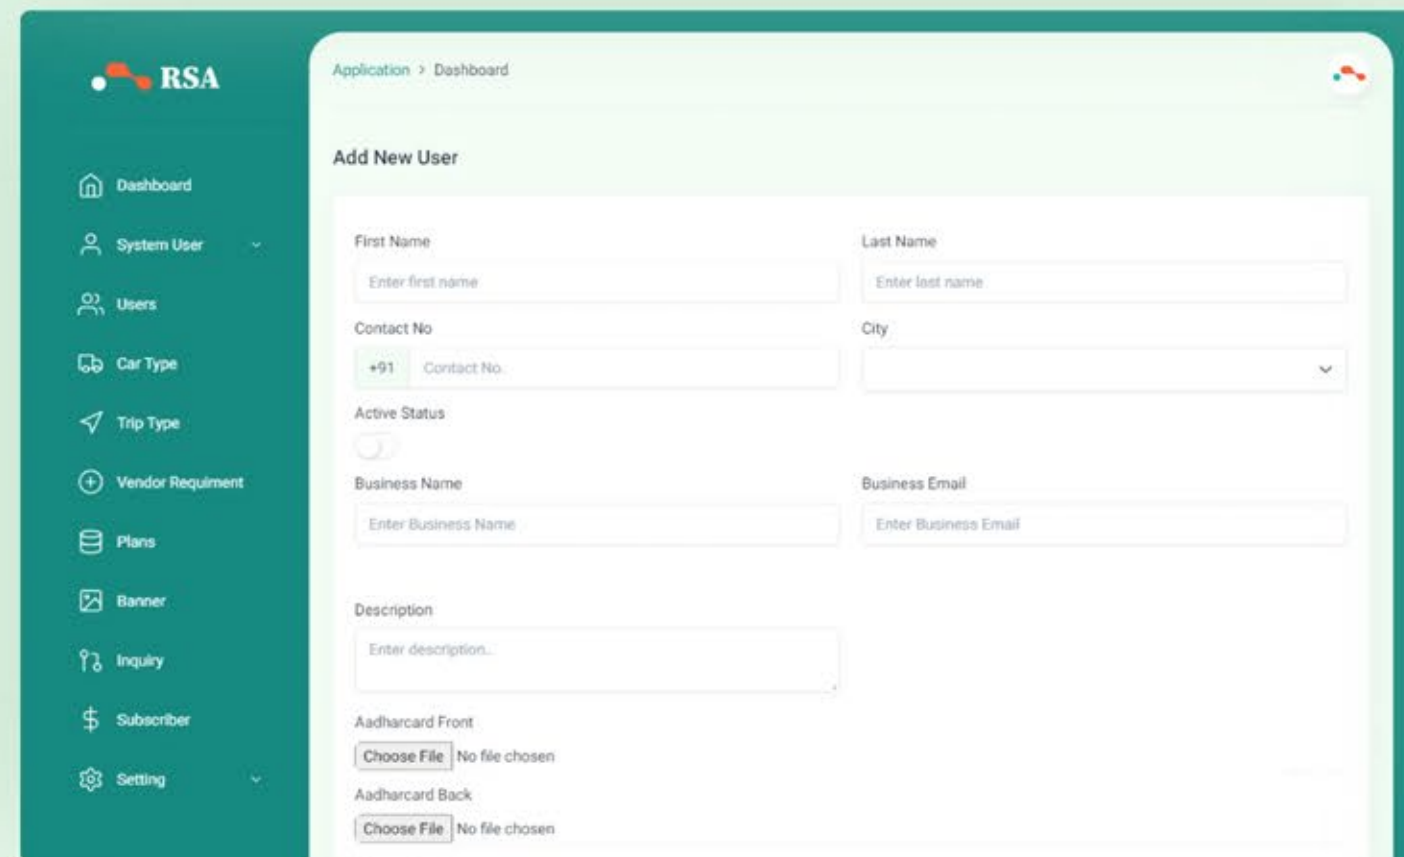 RSA
Application > Dashboard
Dashboard
System User
Users
Car Type
Trip Type
Vendor Requiment
Plans
Banner
Inquiry
Subscriber
Setting
Add New User
First Name
Last Name
Enter first name
Enter last name
Contact No
City
+91 Contact No.
Active Status
Business Name
Business Email
Enter Business Name
Enter Business Email
Description
Enter description..
Aadharcard Front
Choose File No file chosen
Aadharcard Back
Choose File No file chosen